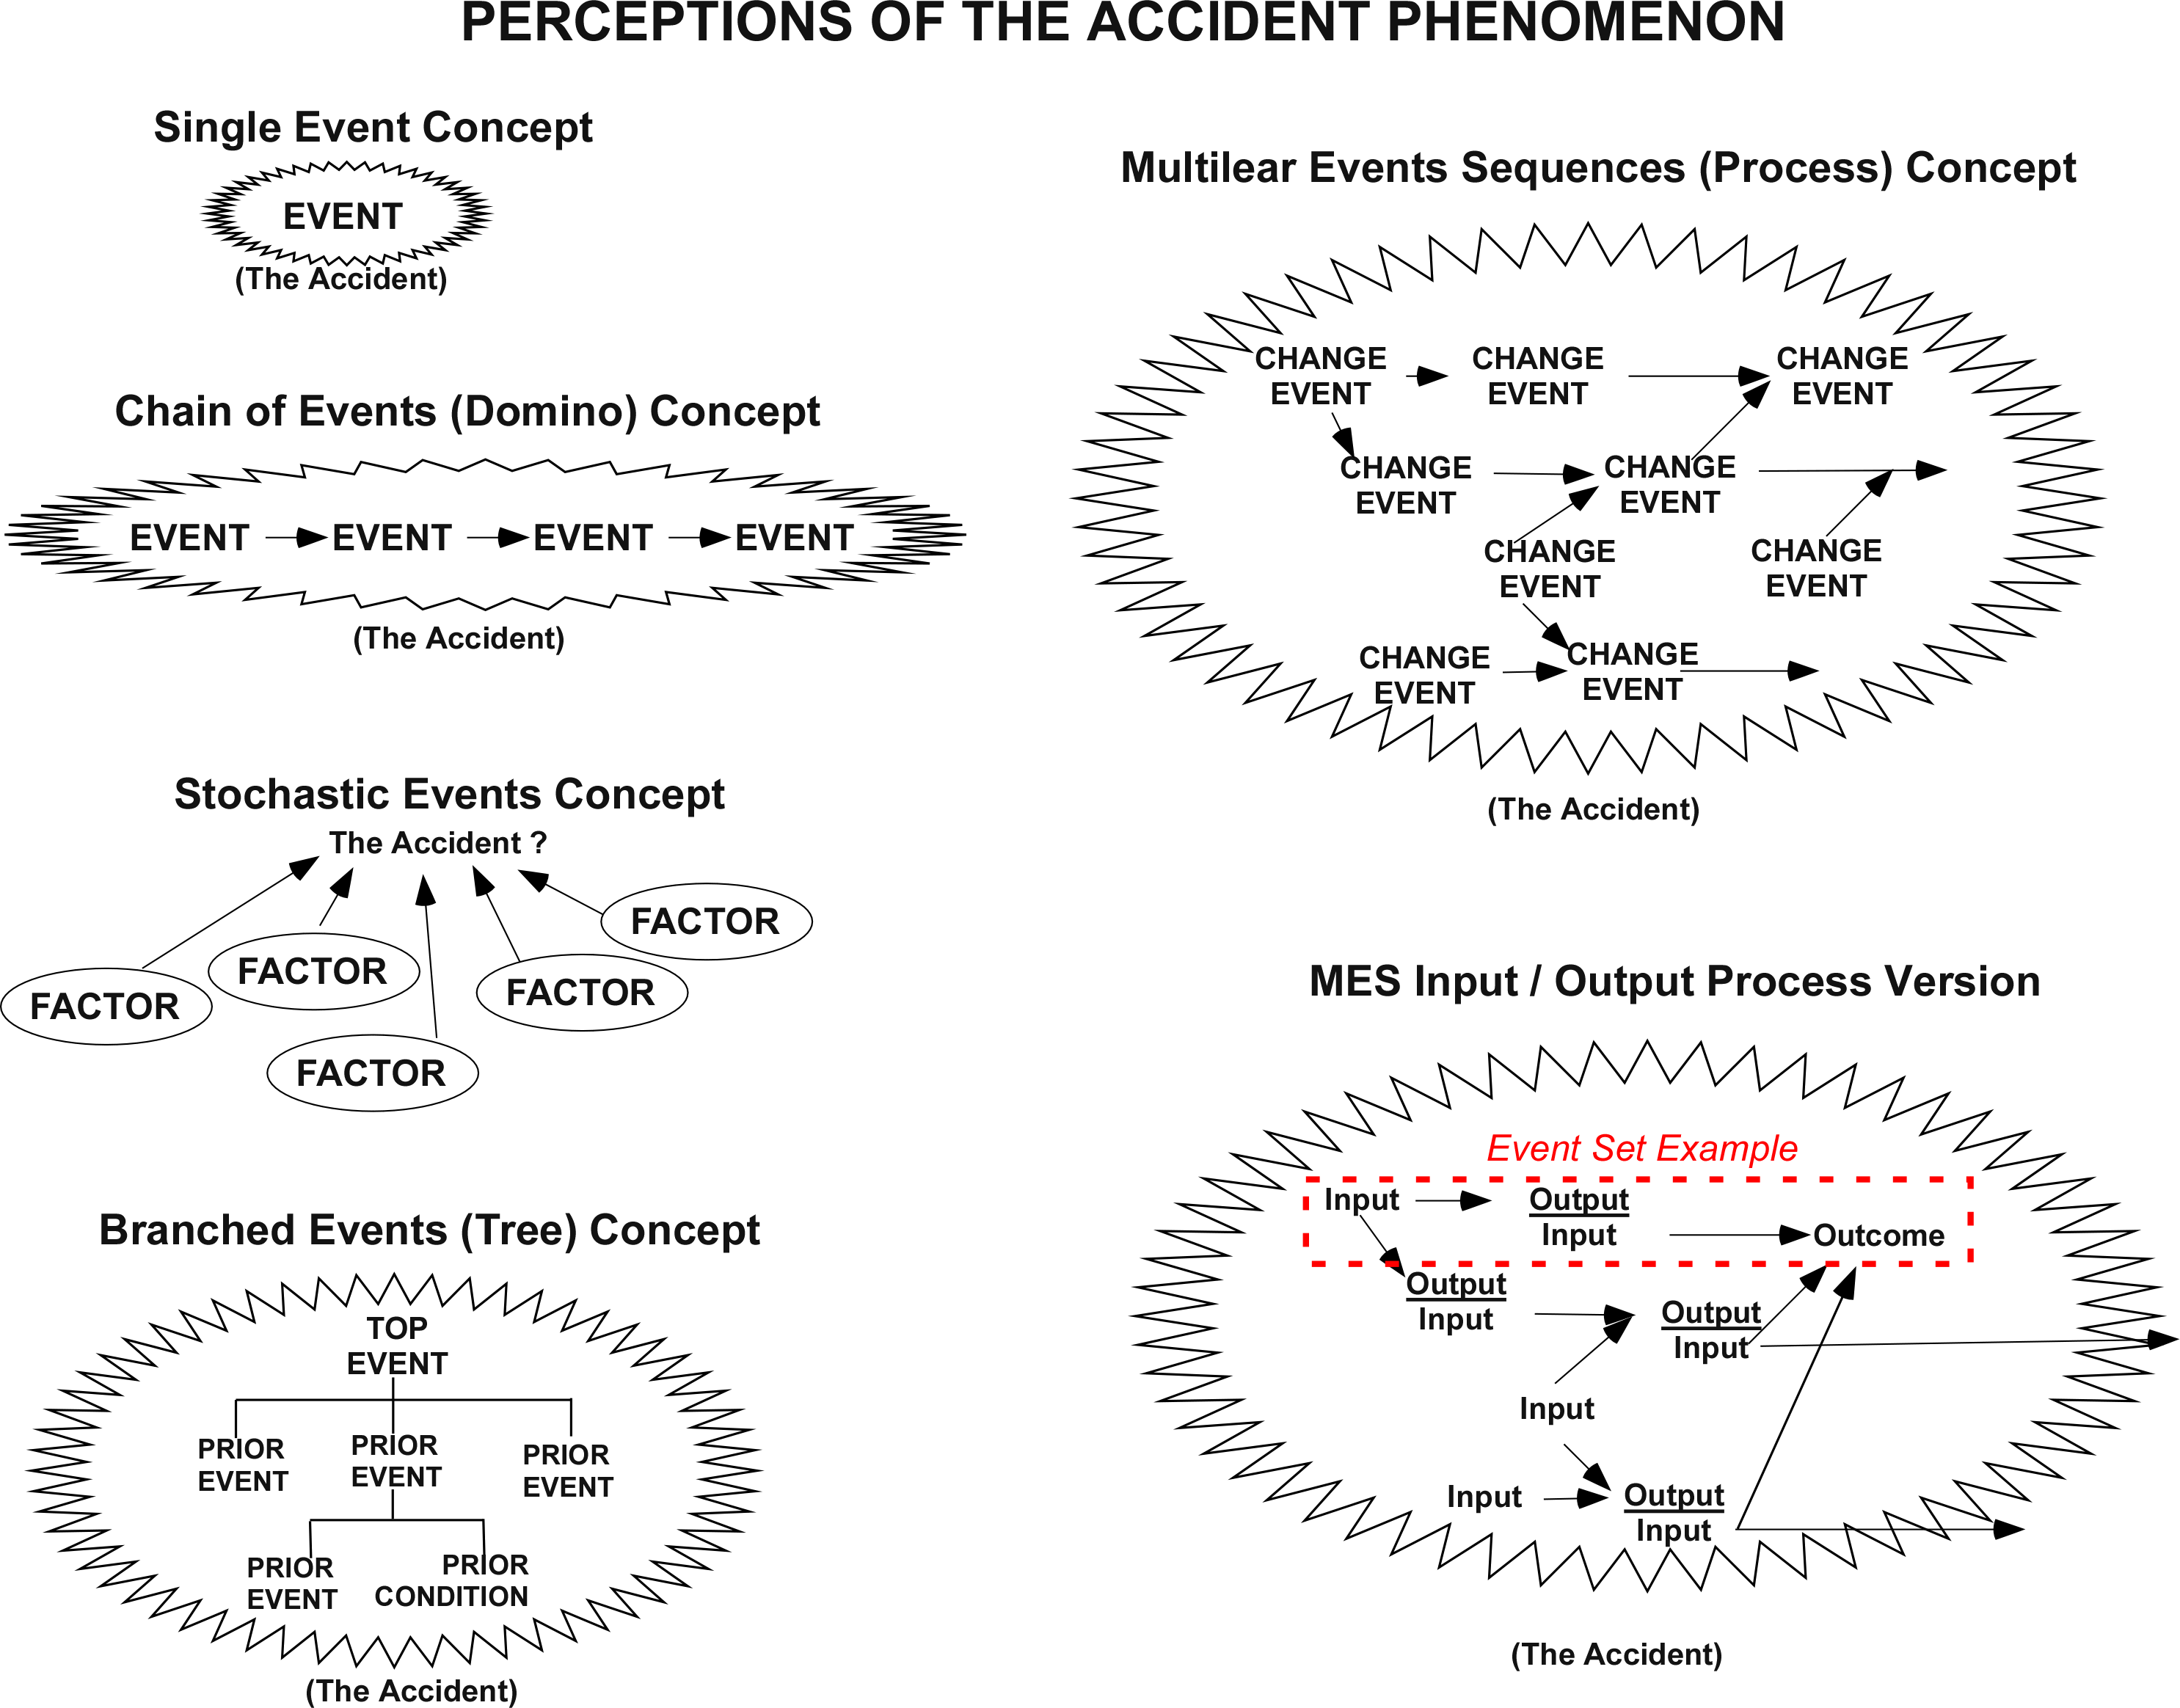 PERCEPTIONS OF THE ACCIDENT PHENOMENON
Single Event Concept
EVENT
(The Accident)
Chain of Events (Domino) Concept
EVENT EVENT EVENT EVENT
(The Accident)
Stochastic Events Concept
The Accident ?
FACTOR
FACTOR
FACTOR
FACTOR
FACTOR
Branched Events (Tree) Concept
TOP
EVENT
PRIOR
EVENT
PRIOR
EVENT
PRIOR
EVENT
PRIOR
EVENT
PRIOR
CONDITION
(The Accident)
Multilear Events Sequences (Process) Concept
CHANGE
EVENT
CHANGE
EVENT
CHANGE
EVENT
CHANGE
EVENT
CHANGE
EVENT
CHANGE
EVENT
CHANGE
EVENT
CHANGE
EVENT
CHANGE
EVENT
(The Accident)
MES Input / Output Process Version
Event Set Example
Input
Output
Input
Outcome
Output
Input
Output
Input
Input
Input
Output
Input
(The Accident)